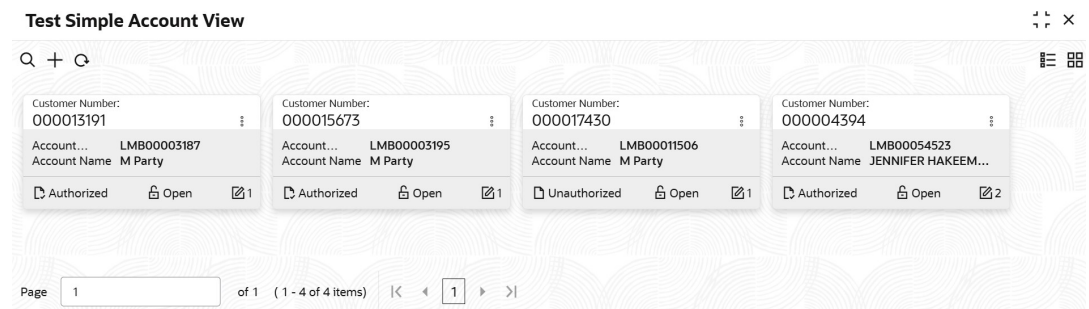 Test Simple Account View
Customer Number:
000013191
Account... LMB00003187
Account Name M Party
Authorized Open 1
Customer Number:
000015673
Account... LMB00003195
Account Name M Party
Authorized Open 1
Customer Number:
000017430
Account... LMB00011506
Account Name M Party
Unauthorized Open 1
Customer Number:
000004394
Account... LMB00054523
Account Name JENNIFER HAKEEM...
Authorized Open 2
Page 1 of 1 ( 1 - 4 of 4 items) 1